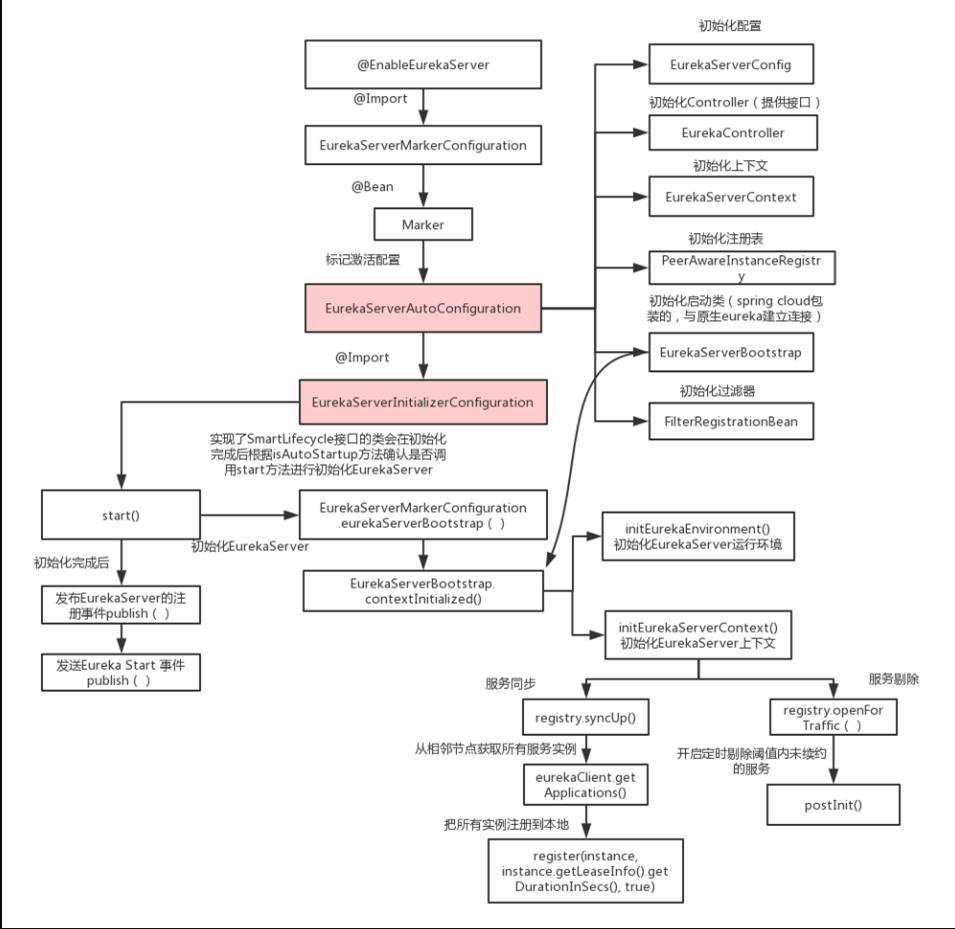 @EnableEurekaServer
@Import
EurekaServerMarkerConfiguration
@Bean
Marker
标记激活配置
EurekaServerAutoConfiguration
@Import
EurekaServerInitializerConfiguration
实现了SmartLifecycle接口的类会在初始化
完成后根据isAutoStartup方法确认是否调
用start方法进行初始化EurekaServer
初始化配置
EurekaServerConfig
初始化Controller（提供接口）
EurekaController
初始化上下文
EurekaServerContext
初始化注册表
PeerAwareInstanceRegistr
y
初始化启动类（spring cloud包
装的，与原生eureka建立连接）
EurekaServerBootstrap
初始化过滤器
FilterRegistrationBean
start()
初始化EurekaServer
初始化完成后
发布EurekaServer的注
册事件publish（ ）
发送Eureka Start 事件
publish（ ）
EurekaServerMarkerConfiguration
.eurekaServerBootstrap（ ）
EurekaServerBootstrap.
contextInitialized()
initEurekaEnvironment()
初始化EurekaServer运行环境
initEurekaServerContext()
初始化EurekaServer上下文
服务同步
registry.syncUp()
从相邻节点获取所有服务实例
eurekaClient.get
Applications()
把所有实例注册到本地
register(instance,
instance.getLeaseInfo().get
DurationInSecs(), true)
服务剔除
registry.openFor
Traffic（ ）
开启定时剔除阈值内未续约
的服务
postInit()